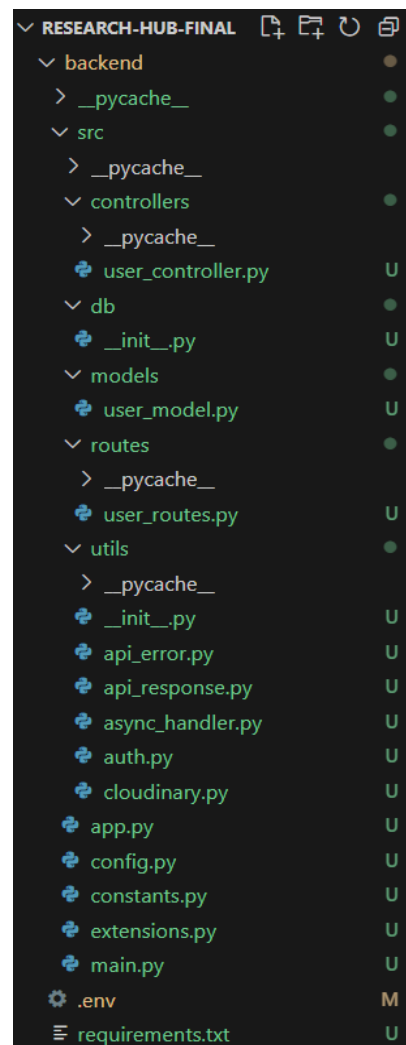 RESEARCH-HUB-FINAL
backend
__pycache__
src
__pycache__
controllers
__pycache__
user_controller.py U
db
__init__.py U
models
user_model.py U
routes
__pycache__
user_routes.py U
utils
__pycache__
__init__.py U
api_error.py U
api_response.py U
async_handler.py U
auth.py U
cloudinary.py U
app.py U
config.py U
constants.py U
extensions.py U
main.py U
.env M
requirements.txt U